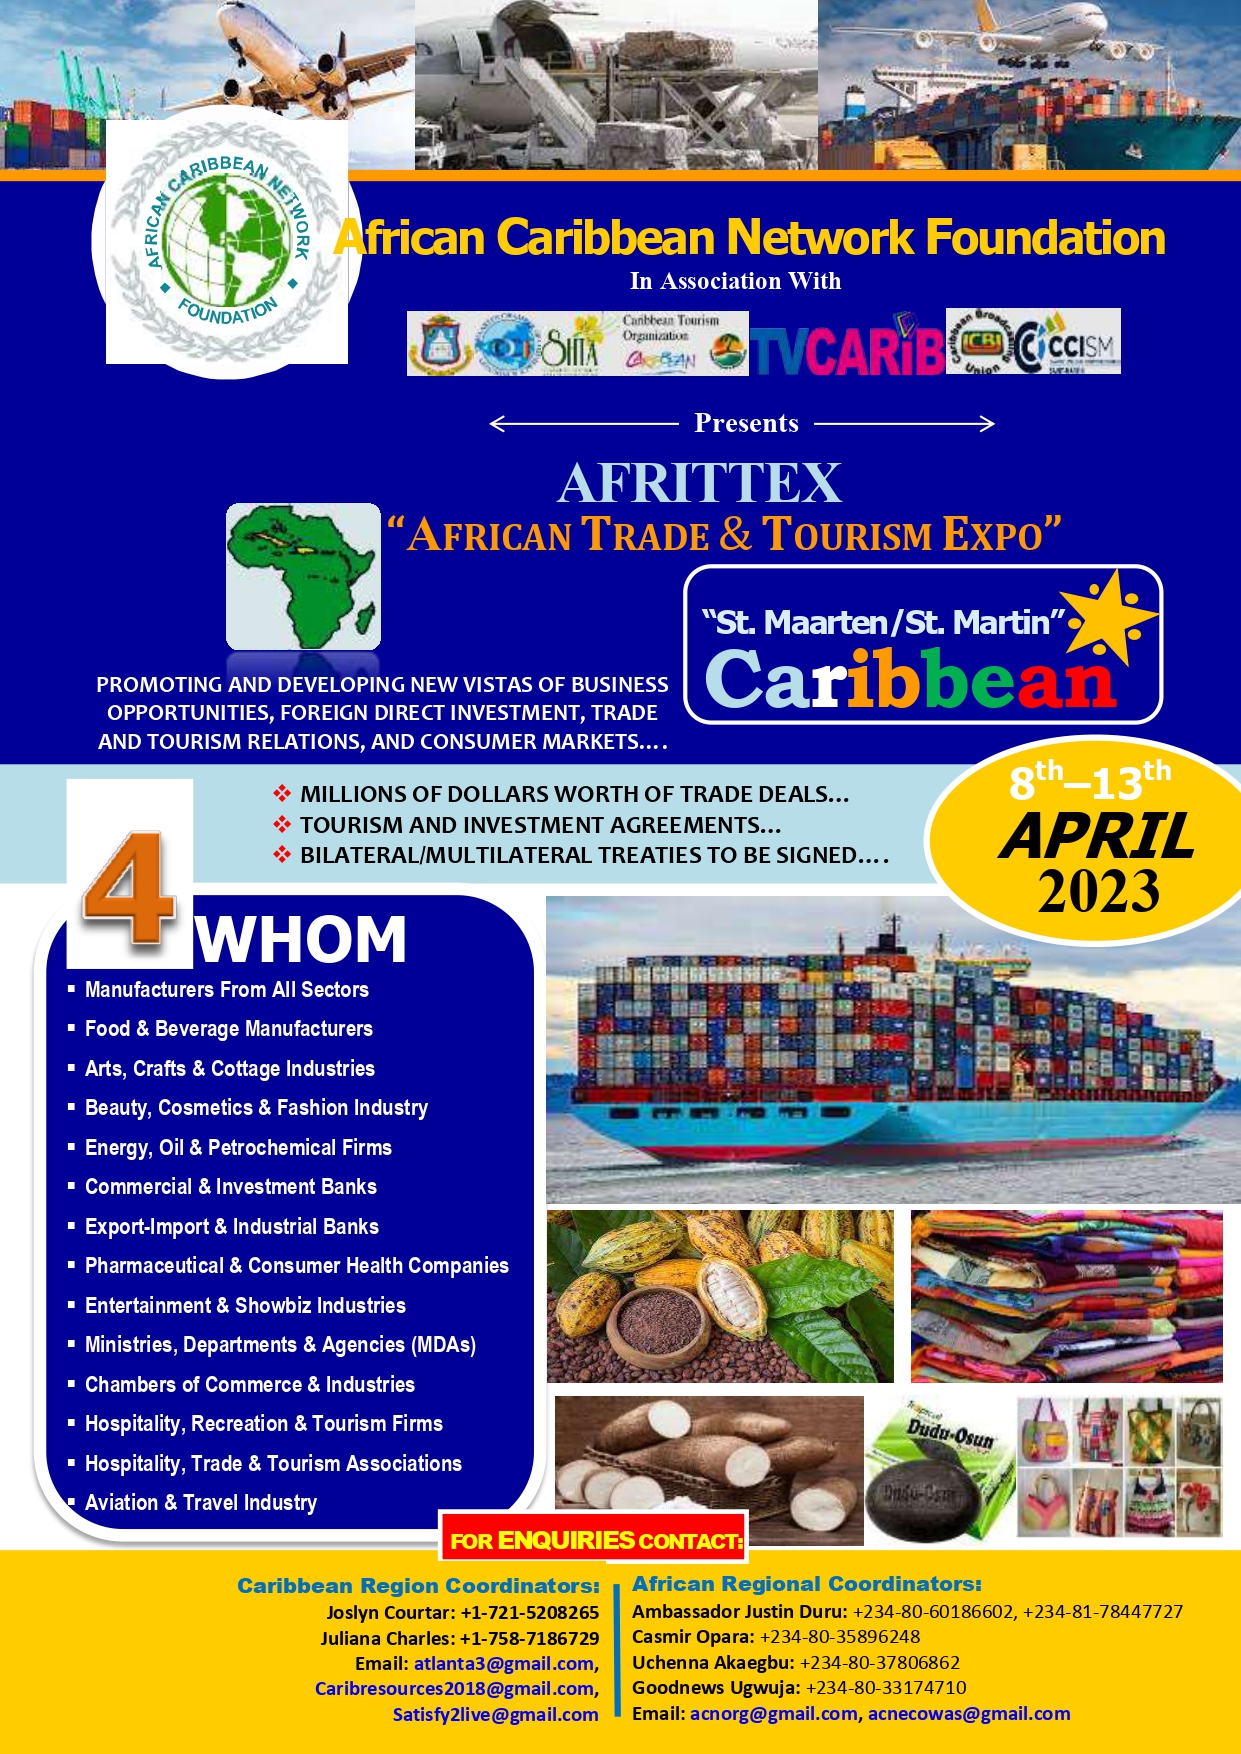 AFRICAN CARIBBEAN NETWORK
FOUNDATION
African Caribbean Network Foundation
In Association With
SHTA
Caribbean Tourism
Organization
CARIBBEAN
TVCARiB
Caribbean Broadcasting
Union
CCISM
Presents
AFRITTEX
“AFRICAN TRADE & TOURISM EXPO”
“St. Maarten/St. Martin”
Caribbean
PROMOTING AND DEVELOPING NEW VISTAS OF BUSINESS
OPPORTUNITIES, FOREIGN DIRECT INVESTMENT, TRADE
AND TOURISM RELATIONS, AND CONSUMER MARKETS….
❖ MILLIONS OF DOLLARS WORTH OF TRADE DEALS…
❖ TOURISM AND INVESTMENT AGREEMENTS…
❖ BILATERAL/MULTILATERAL TREATIES TO BE SIGNED….
8th–13th
APRIL
2023
4 WHOM
▪ Manufacturers From All Sectors
▪ Food & Beverage Manufacturers
▪ Arts, Crafts & Cottage Industries
▪ Beauty, Cosmetics & Fashion Industry
▪ Energy, Oil & Petrochemical Firms
▪ Commercial & Investment Banks
▪ Export-Import & Industrial Banks
▪ Pharmaceutical & Consumer Health Companies
▪ Entertainment & Showbiz Industries
▪ Ministries, Departments & Agencies (MDAs)
▪ Chambers of Commerce & Industries
▪ Hospitality, Recreation & Tourism Firms
▪ Hospitality, Trade & Tourism Associations
▪ Aviation & Travel Industry
Tropical
Dudu-Osun
Dudu-Osun
FOR ENQUIRIES CONTACT:
Caribbean Region Coordinators:
Joslyn Courtar: +1-721-5208265
Juliana Charles: +1-758-7186729
Email: atlanta3@gmail.com,
Caribresources2018@gmail.com,
Satisfy2live@gmail.com
African Regional Coordinators:
Ambassador Justin Duru: +234-80-60186602, +234-81-78447727
Casmir Opara: +234-80-35896248
Uchenna Akaegbu: +234-80-37806862
Goodnews Ugwuja: +234-80-33174710
Email: acnorg@gmail.com, acnecowas@gmail.com